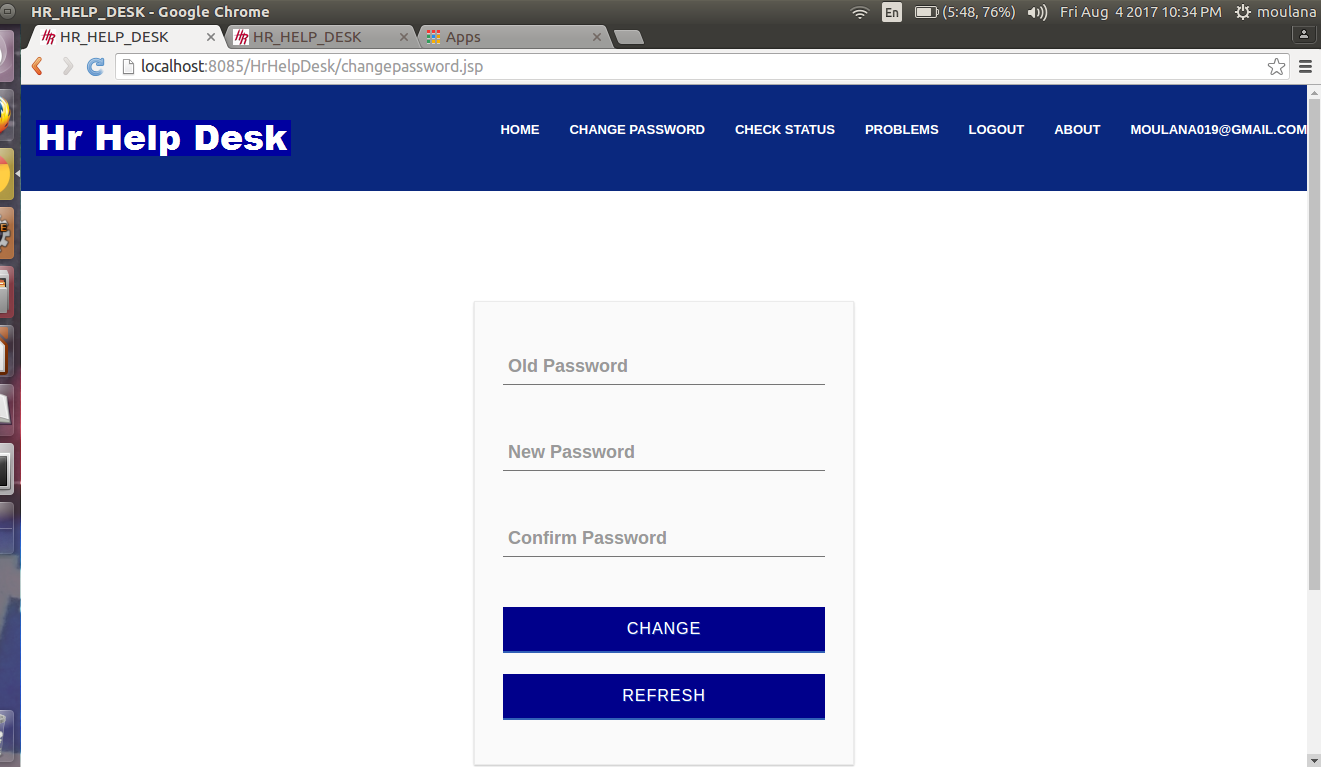 HR_HELP_DESK - Google Chrome En (5:48, 76%) Fri Aug 4 2017 10:34 PM moulana
HR_HELP_DESK HR_HELP_DESK Apps
localhost:8085/HrHelpDesk/changepassword.jsp
Hr Help Desk HOME CHANGE PASSWORD CHECK STATUS PROBLEMS LOGOUT ABOUT MOULANA019@GMAIL.COM
Old Password
New Password
Confirm Password
CHANGE
REFRESH